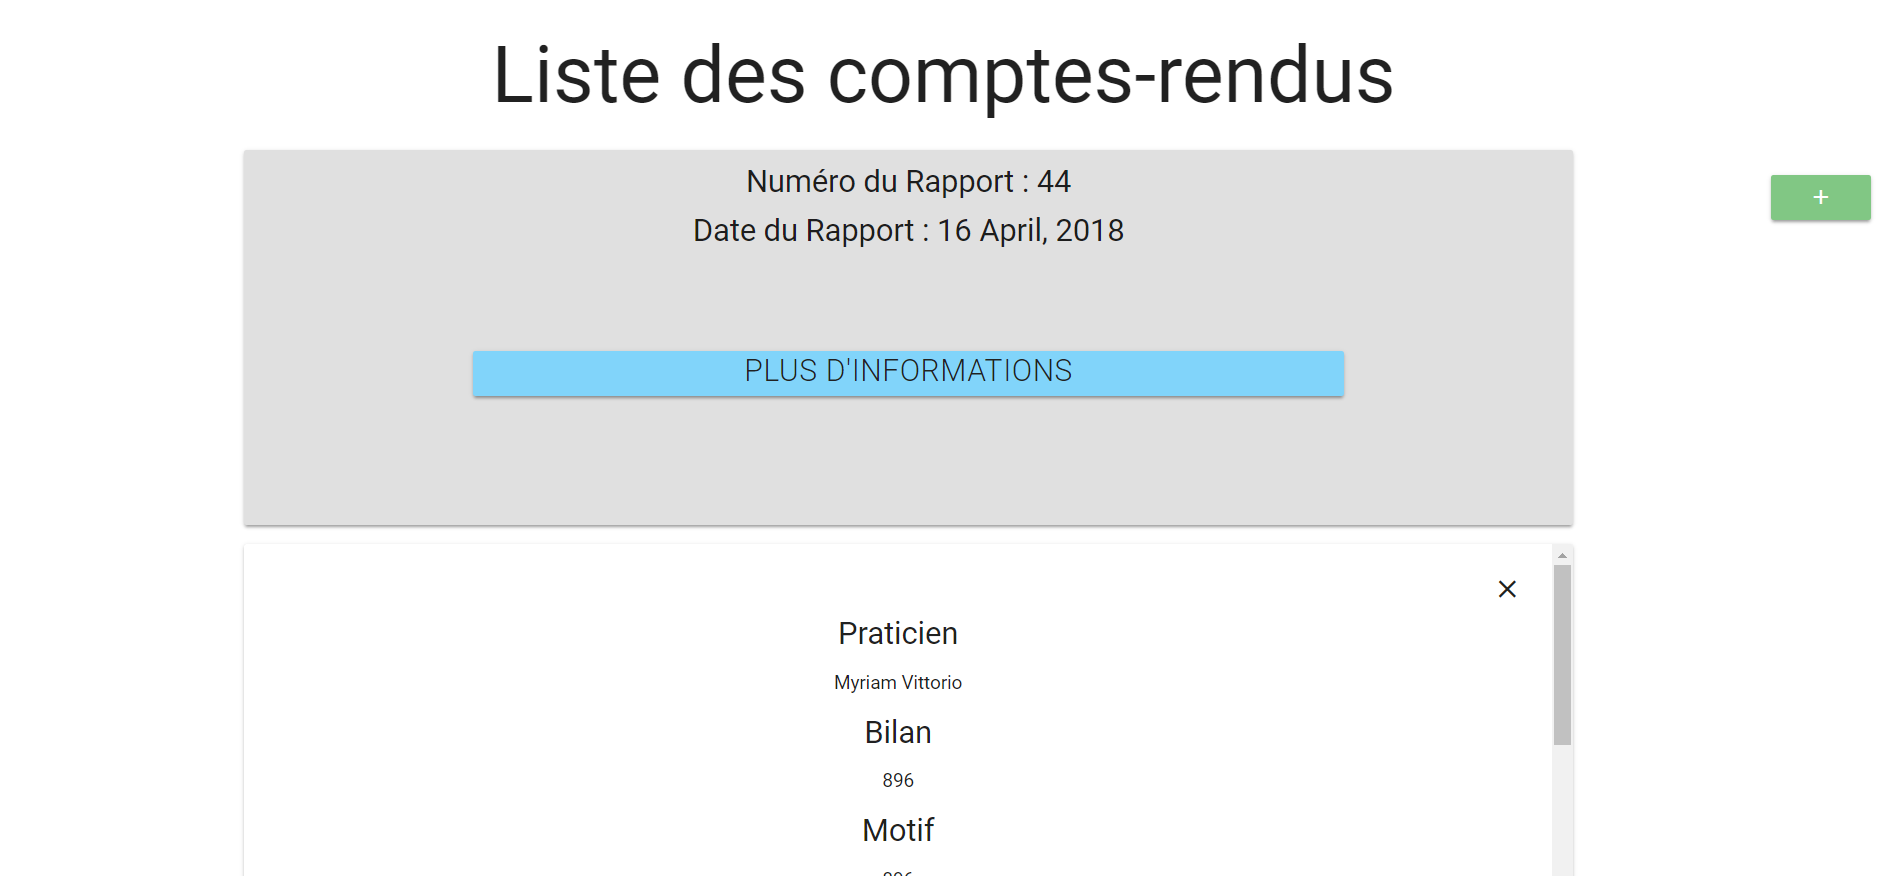 Liste des comptes-rendus
Numéro du Rapport : 44
Date du Rapport : 16 April, 2018
+
PLUS D'INFORMATIONS
Praticien
Myriam Vittorio
Bilan
896
Motif